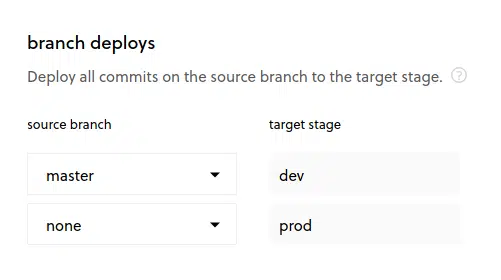 branch deploys
Deploy all commits on the source branch to the target stage. ?
source branch target stage
master dev
none prod